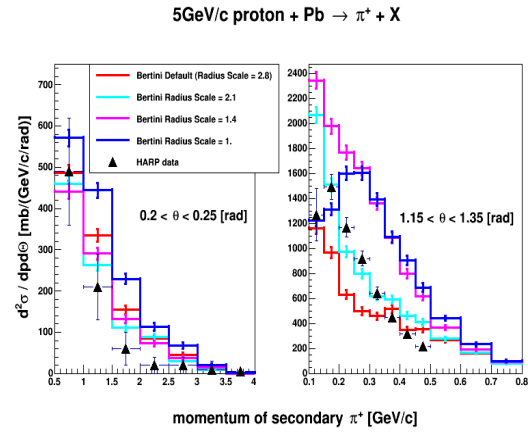 5GeV/c proton + Pb → π⁺ + X
d²σ / dpdΘ [mb/(GeV/c/rad)]
700
600
500
400
300
200
100
0
Bertini Default (Radius Scale = 2.8)
Bertini Radius Scale = 2.1
Bertini Radius Scale = 1.4
Bertini Radius Scale = 1.
HARP data
0.2 < θ < 0.25 [rad]
0.5 1 1.5 2 2.5 3 3.5 4
2400
2200
2000
1800
1600
1400
1200
1000
800
600
400
200
0
1.15 < θ < 1.35 [rad]
0.1 0.2 0.3 0.4 0.5 0.6 0.7 0.8
momentum of secondary π⁺ [GeV/c]